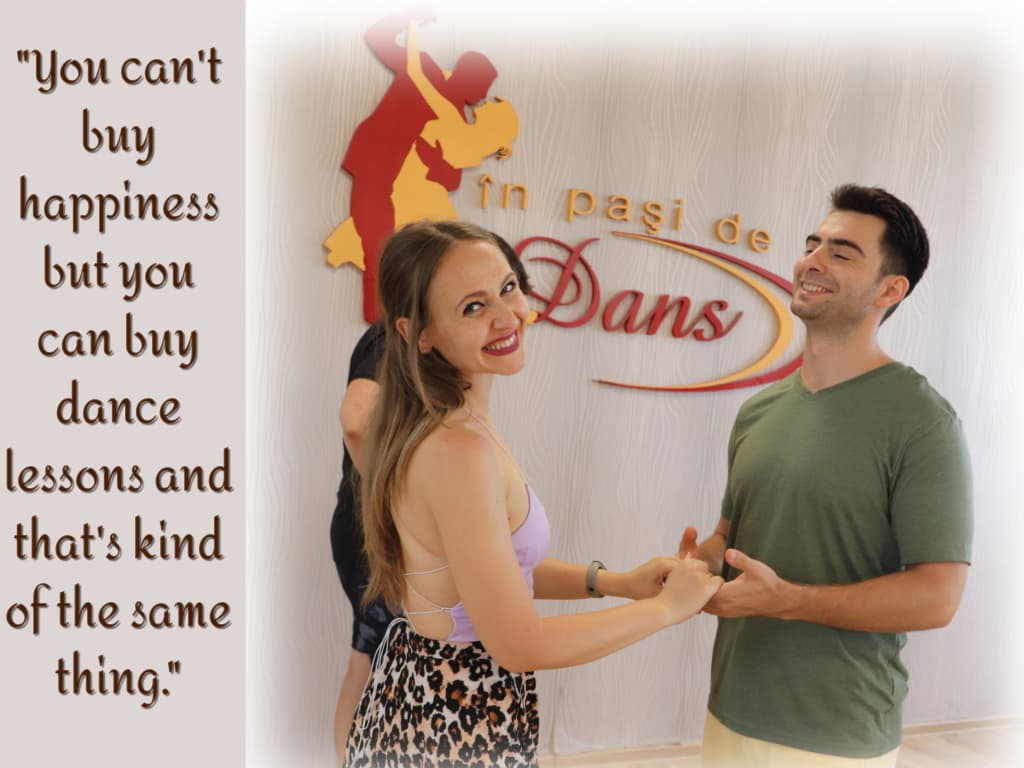 "You can't
buy
happiness
but you
can buy
dance
lessons and
that's kind
of the same
thing."
în paşi de
Dans